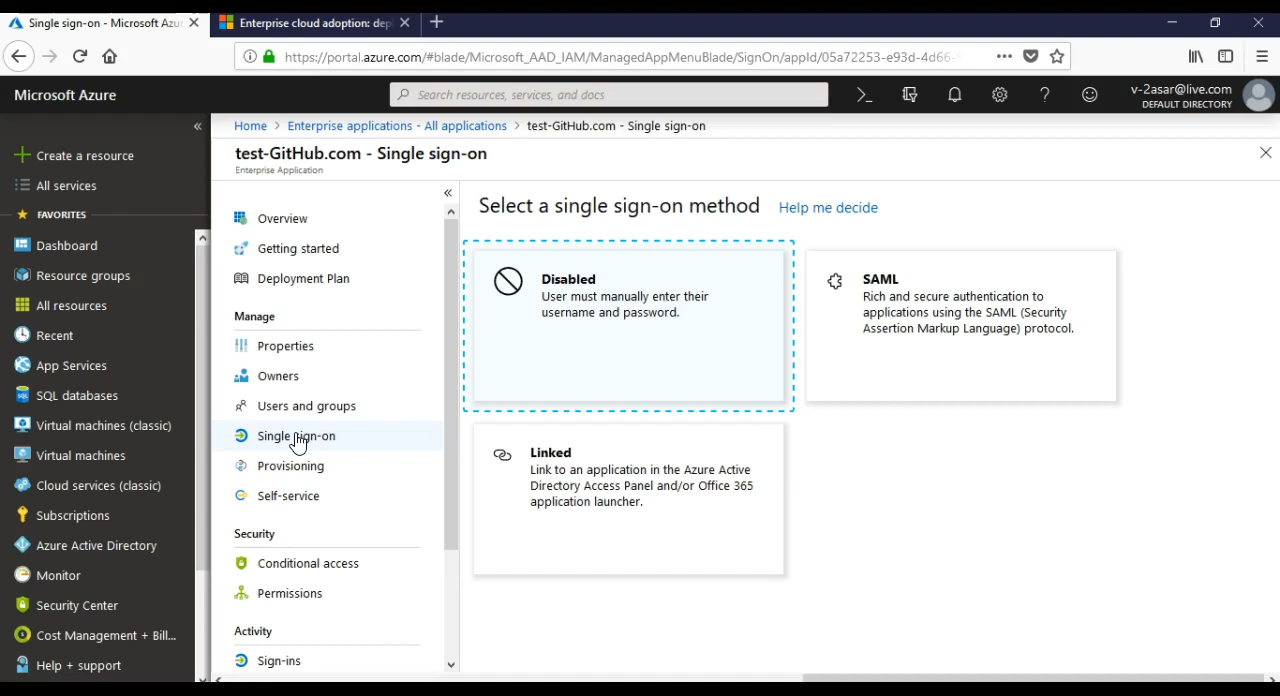 Single sign-on - Microsoft Azu
Enterprise cloud adoption: dep
https://portal.azure.com/#blade/Microsoft_AAD_IAM/ManagedAppMenuBlade/SignOn/appId/05a72253-e93d-4d66-
Microsoft Azure
Search resources, services, and docs
v-2asar@live.com
DEFAULT DIRECTORY
Create a resource
All services
FAVORITES
Dashboard
Resource groups
All resources
Recent
App Services
SQL databases
Virtual machines (classic)
Virtual machines
Cloud services (classic)
Subscriptions
Azure Active Directory
Monitor
Security Center
Cost Management + Bill...
Help + support
Home > Enterprise applications - All applications > test-GitHub.com - Single sign-on
test-GitHub.com - Single sign-on
Enterprise Application
Overview
Getting started
Deployment Plan
Manage
Properties
Owners
Users and groups
Single sign-on
Provisioning
Self-service
Security
Conditional access
Permissions
Activity
Sign-ins
Select a single sign-on method Help me decide
Disabled
User must manually enter their
username and password.
SAML
Rich and secure authentication to
applications using the SAML (Security
Assertion Markup Language) protocol.
Linked
Link to an application in the Azure Active
Directory Access Panel and/or Office 365
application launcher.